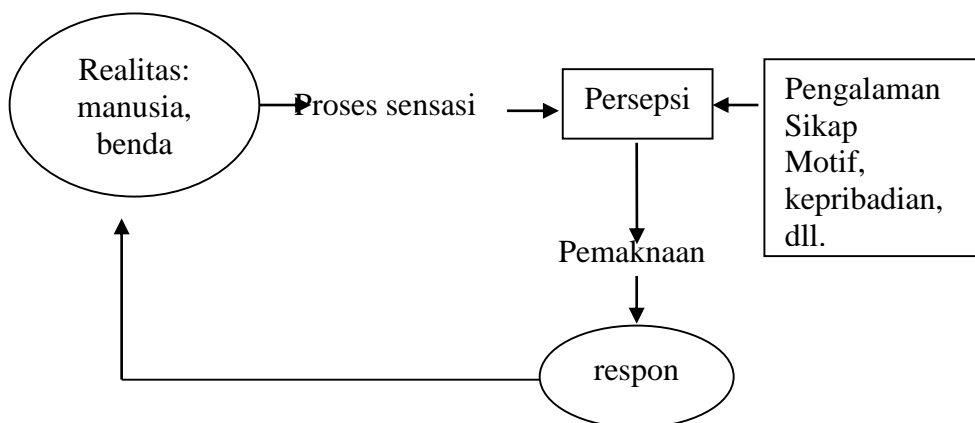 Realitas:
manusia,
benda
Proses sensasi
Persepsi
Pengalaman
Sikap
Motif,
kepribadian,
dll.
Pemaknaan
respon